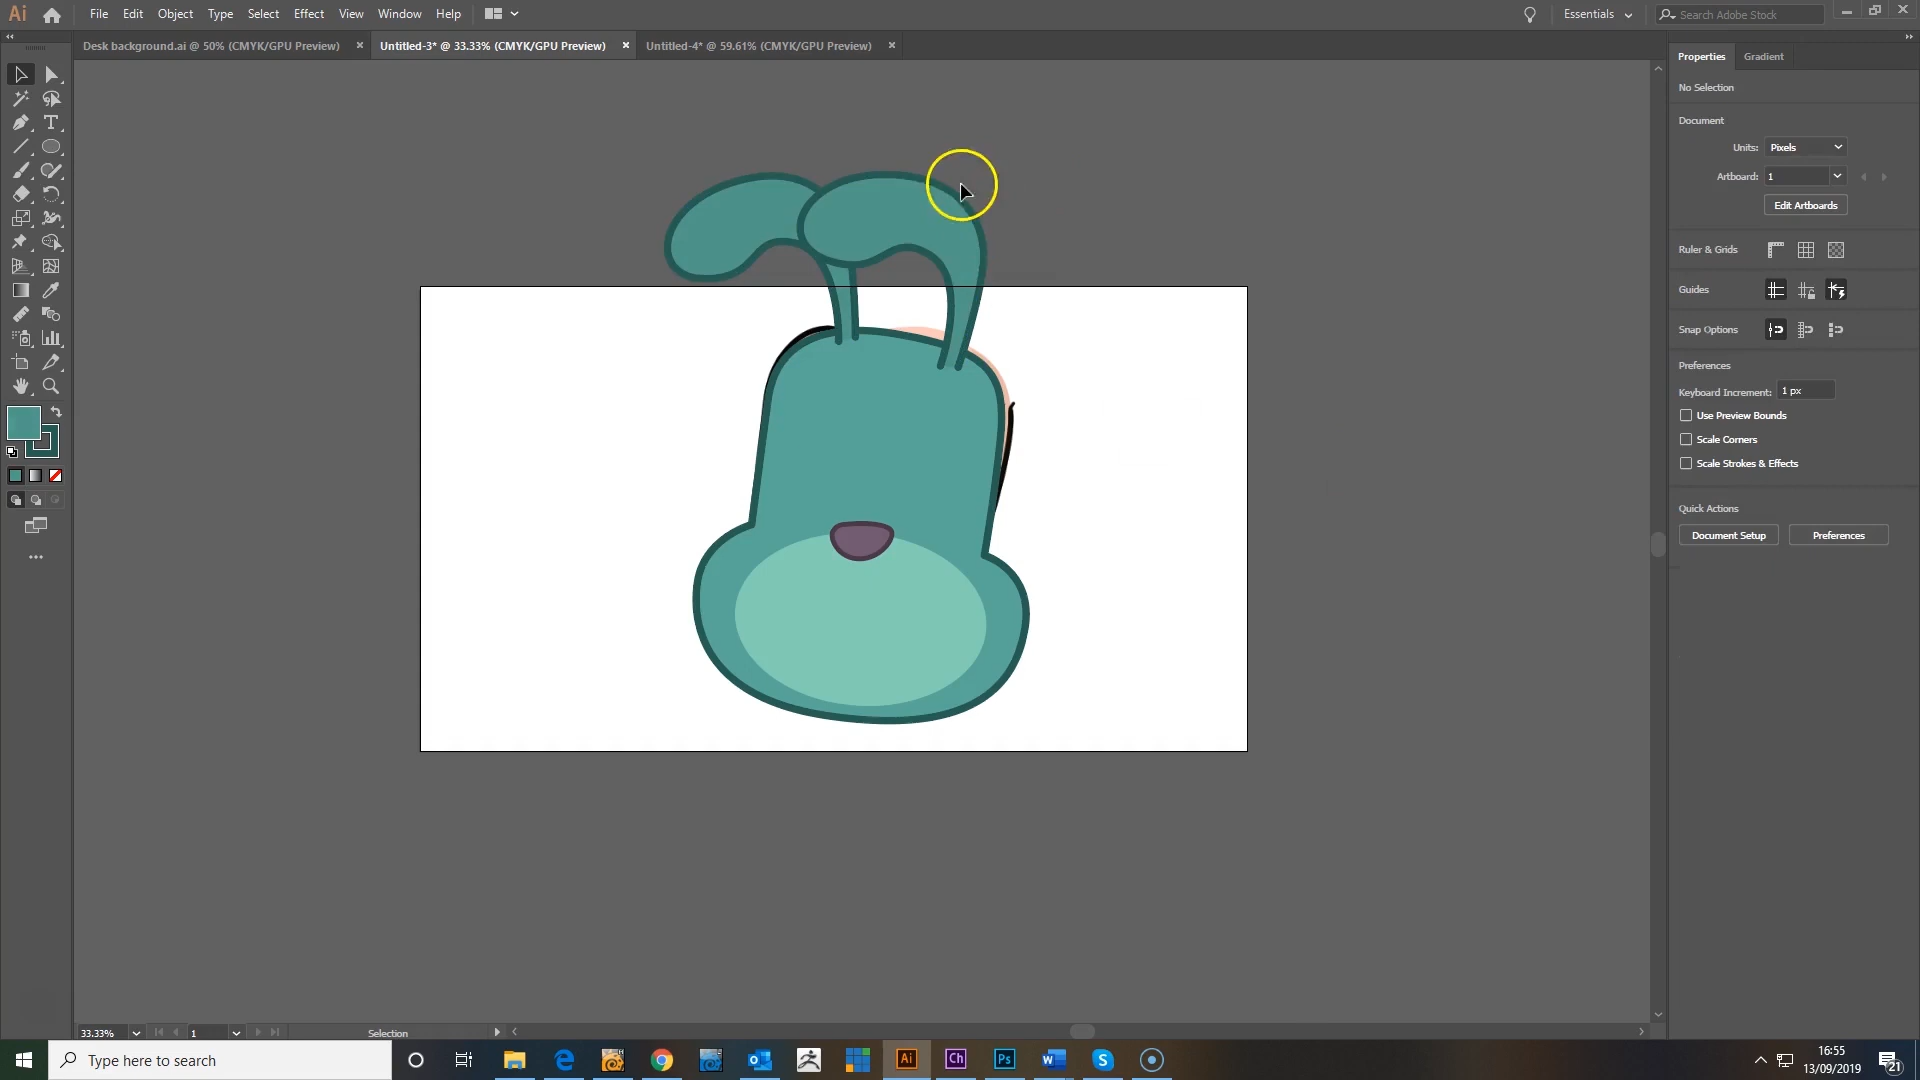 Ai File Edit Object Type Select Effect View Window Help Essentials Search Adobe Stock
Desk background.ai @ 50% (CMYK/GPU Preview) Untitled-3* @ 33.33% (CMYK/GPU Preview) Untitled-4* @ 59.61% (CMYK/GPU Preview)
Properties Gradient
No Selection
Document
Units: Pixels
Artboard: 1
Edit Artboards
Ruler & Grids
Guides
Snap Options
Preferences
Keyboard Increment: 1 px
Use Preview Bounds
Scale Corners
Scale Strokes & Effects
Quick Actions
Document Setup Preferences
33.33% 1 Selection
Type here to search
Ai Ch Ps
16:55
13/09/2019
21